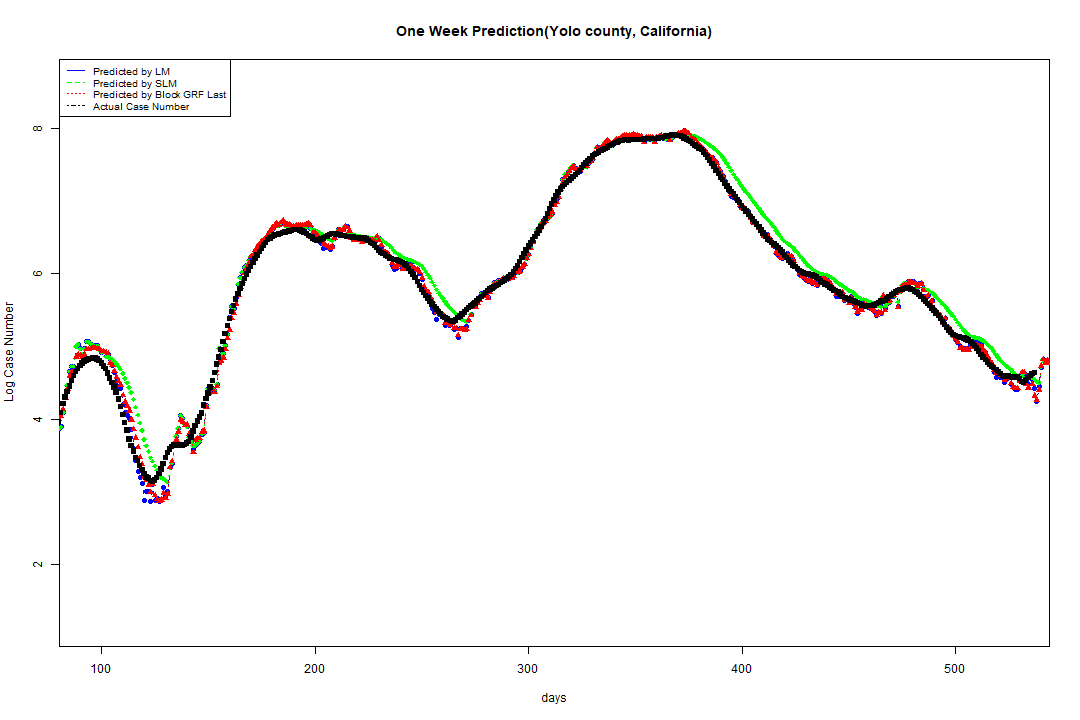 One Week Prediction(Yolo county, California)
Predicted by LM
Predicted by SLM
Predicted by Block GRF Last
Actual Case Number
8
6
4
2
Log Case Number
100 200 300 400 500
days